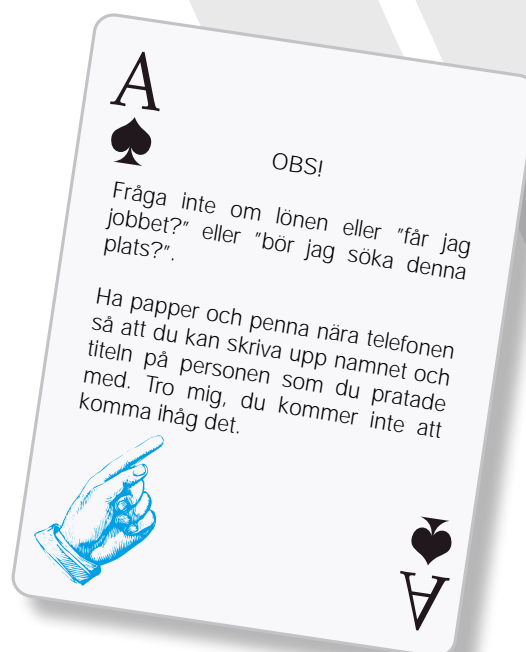 A
OBS!
Fråga inte om lönen eller "får jag
jobbet?" eller "bör jag söka denna
plats?".
Ha papper och penna nära telefonen
så att du kan skriva upp namnet och
titeln på personen som du pratade
med. Tro mig, du kommer inte att
komma ihåg det.
A